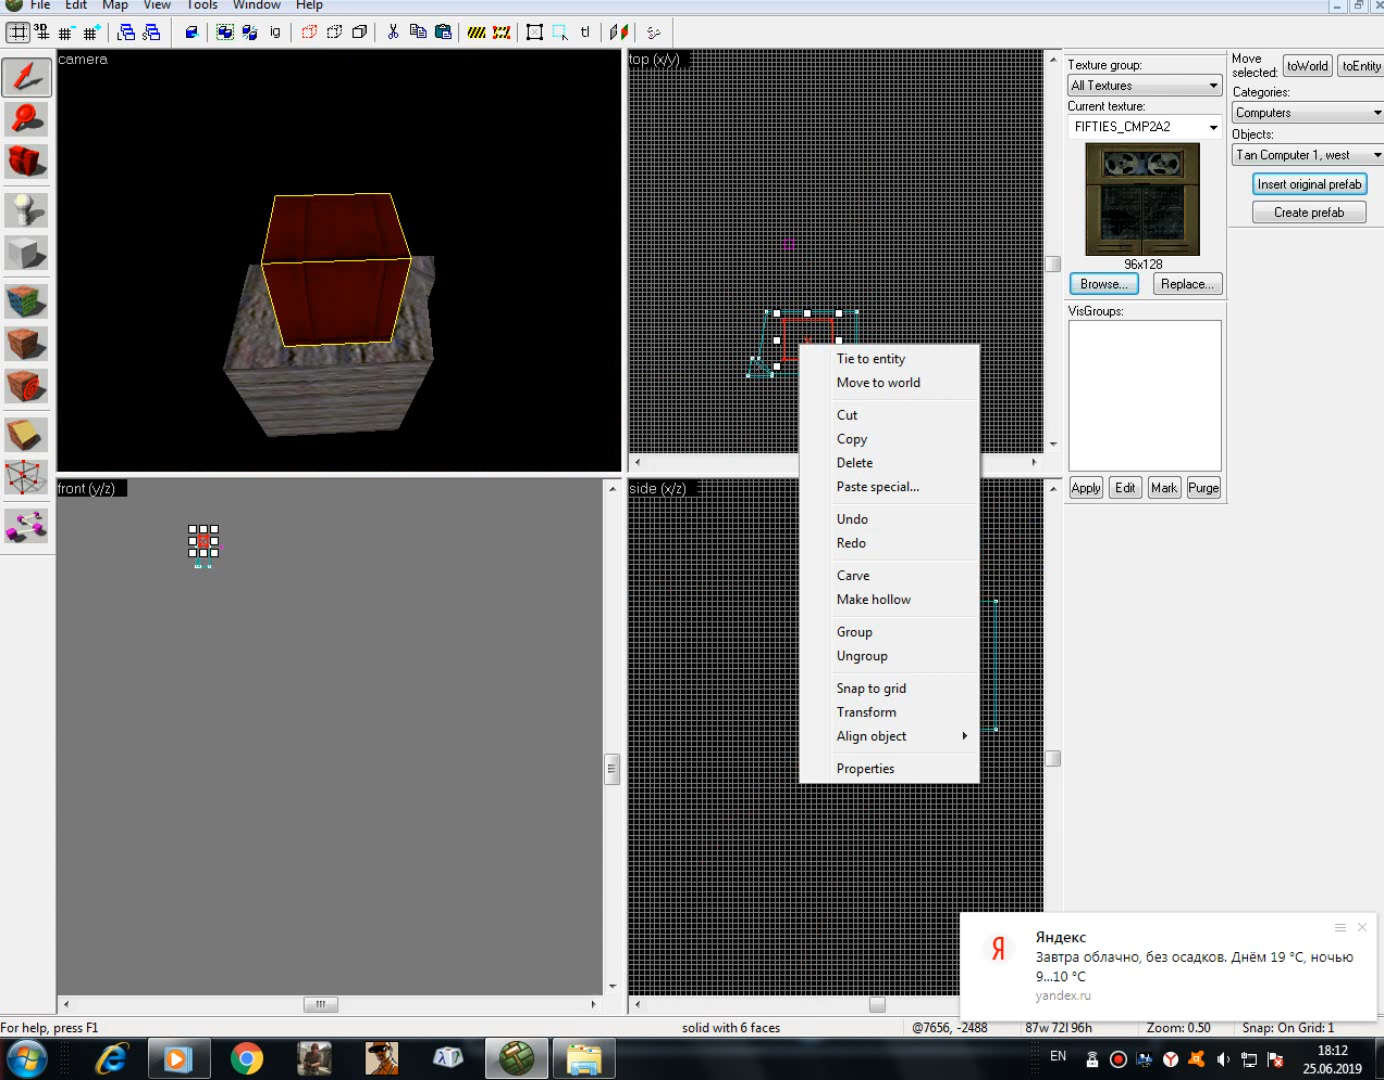 File Edit Map View Tools Window Help
3D
ig
tl
camera
top (x/y)
front (y/z)
side (x/z)
Tie to entity
Move to world
Cut
Copy
Delete
Paste special...
Undo
Redo
Carve
Make hollow
Group
Ungroup
Snap to grid
Transform
Align object
Properties
Texture group:
All Textures
Current texture:
FIFTIES_CMP2A2
96x128
Browse... Replace...
VisGroups:
Apply Edit Mark Purge
Move
selected: toWorld toEntity
Categories:
Computers
Objects:
Tan Computer 1, west
Insert original prefab
Create prefab
Я
Яндекс
Завтра облачно, без осадков. Днём 19 °C, ночью
9...10 °C
yandex.ru
For help, press F1 solid with 6 faces @7656, -2488 87w 72l 96h Zoom: 0.50 Snap: On Grid: 1
EN
18:12
25.06.2019